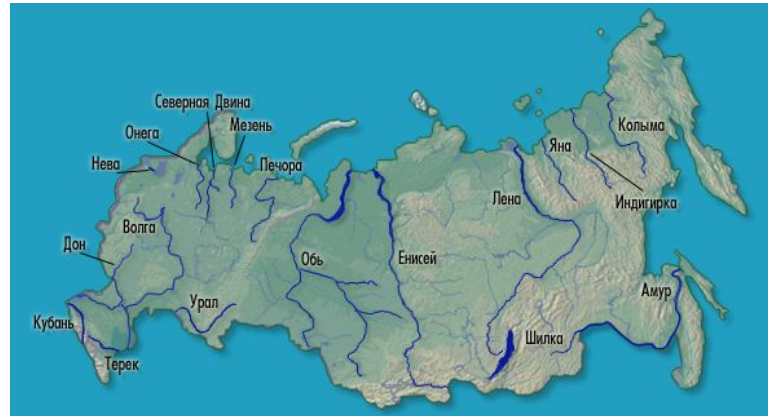 Северная Двина
Онега
Мезень
Нева
Печора
Волга
Дон
Обь
Енисей
Лена
Яна
Колыма
Индигирка
Урал
Кубань
Терек
Шилка
Амур